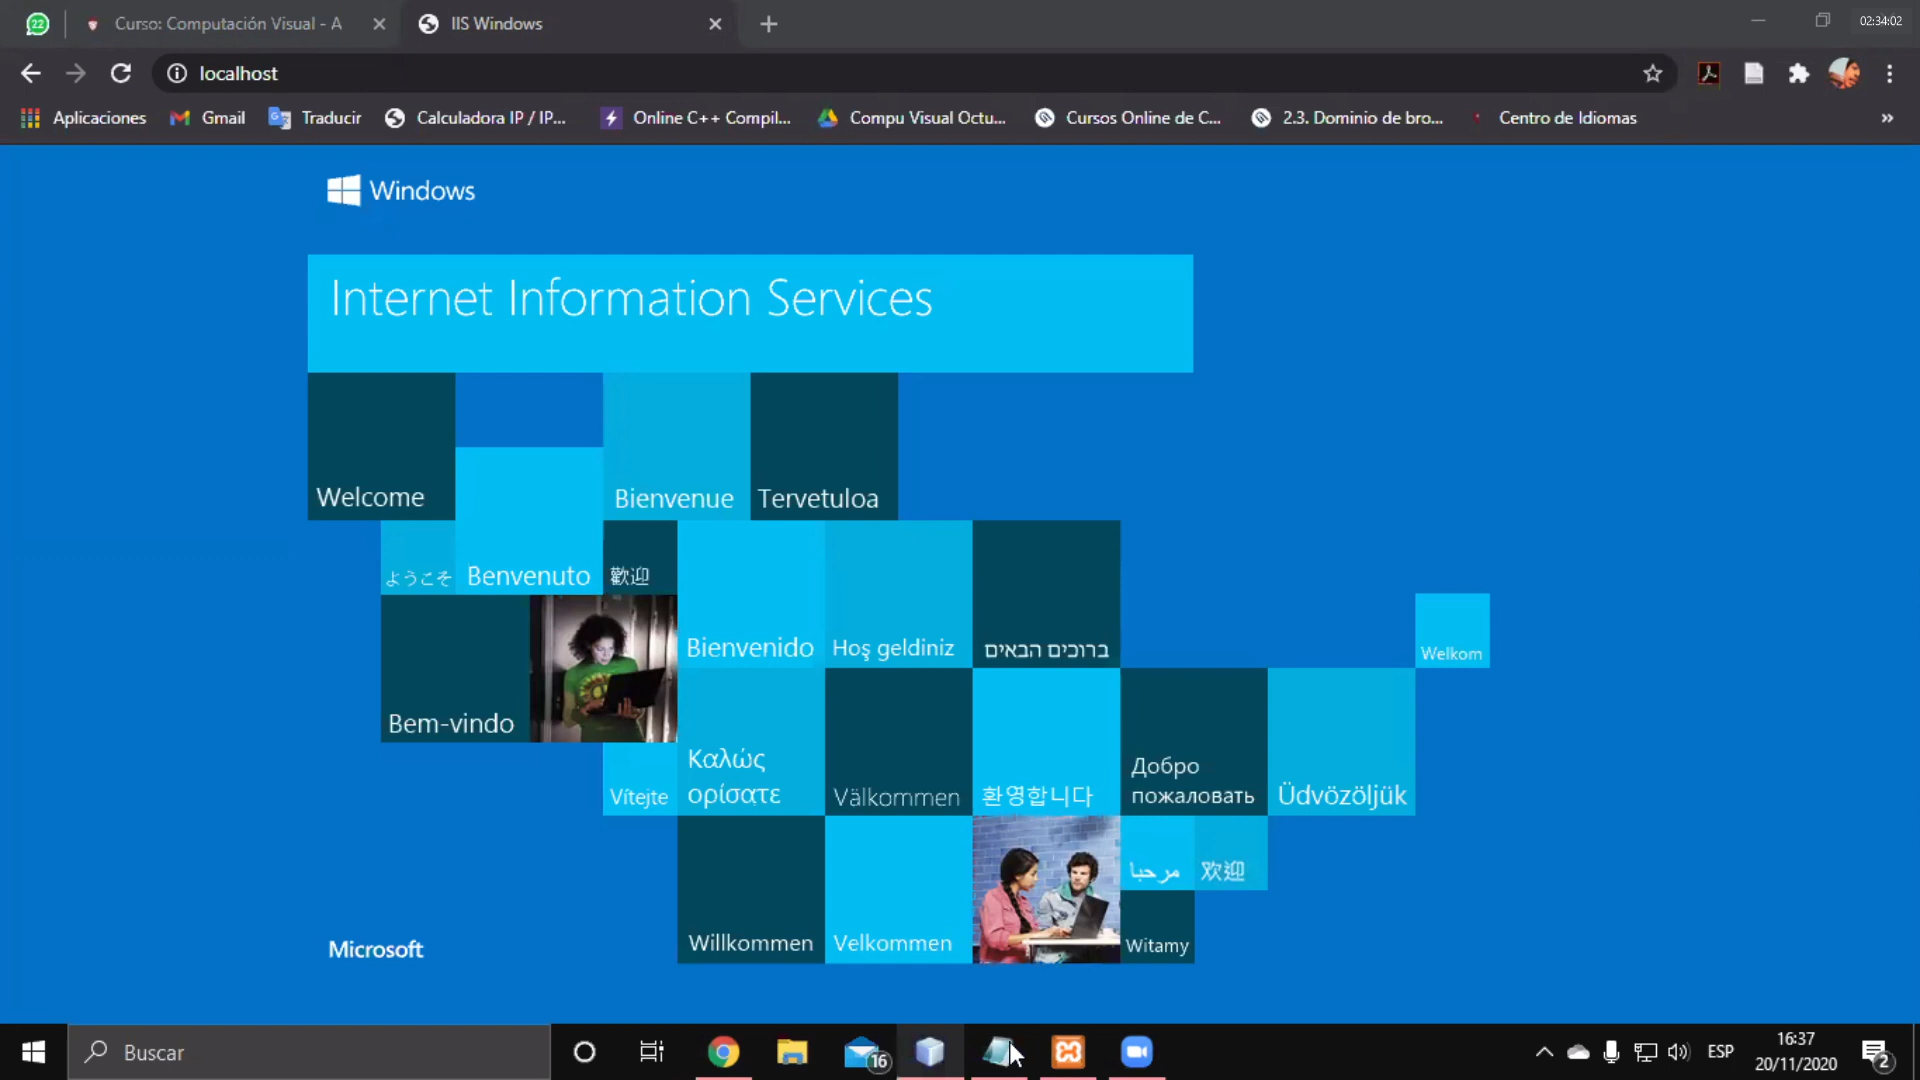 22
Curso: Computación Visual - A
IIS Windows
02:34:02
localhost
Aplicaciones
Gmail
Traducir
Calculadora IP / IP...
Online C++ Compil...
Compu Visual Octu...
Cursos Online de C...
2.3. Dominio de bro...
Centro de Idiomas
»
Windows
Internet Information Services
Welcome
Bienvenue
Tervetuloa
ようこそ
Benvenuto
歡迎
Bienvenido
Hoş geldiniz
ברוכים הבאים
Welkom
Bem-vindo
Vítejte
Καλώς
ορίσατε
Välkommen
환영합니다
Добро
пожаловать
Üdvözöljük
مرحبا
欢迎
Microsoft
Willkommen
Velkommen
Witamy
Buscar
16
ESP
16:37
20/11/2020
2